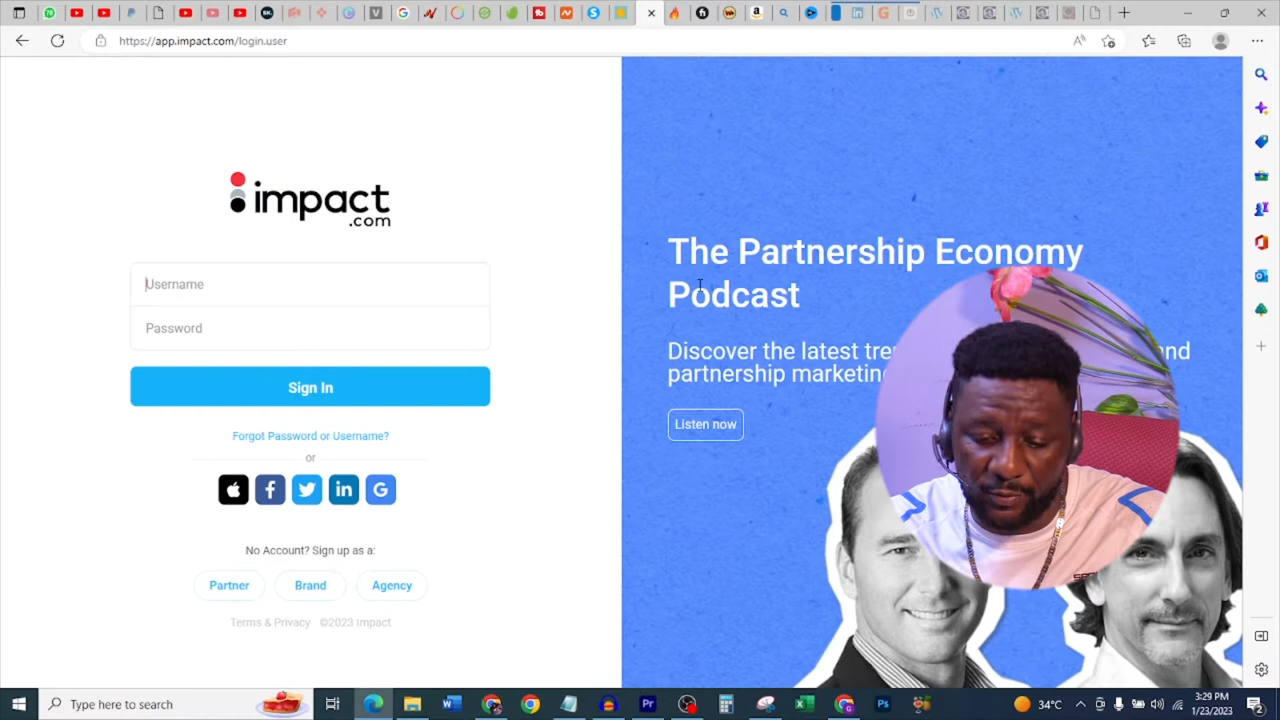 https://app.impact.com/login.user
impact
.com
Username
Password
Sign In
Forgot Password or Username?
or
No Account? Sign up as a:
Partner
Brand
Agency
Terms & Privacy ©2023 Impact
The Partnership Economy
Podcast
Discover the latest
partnership
Listen now
Type here to search
34°C
3:29 PM
1/23/2023